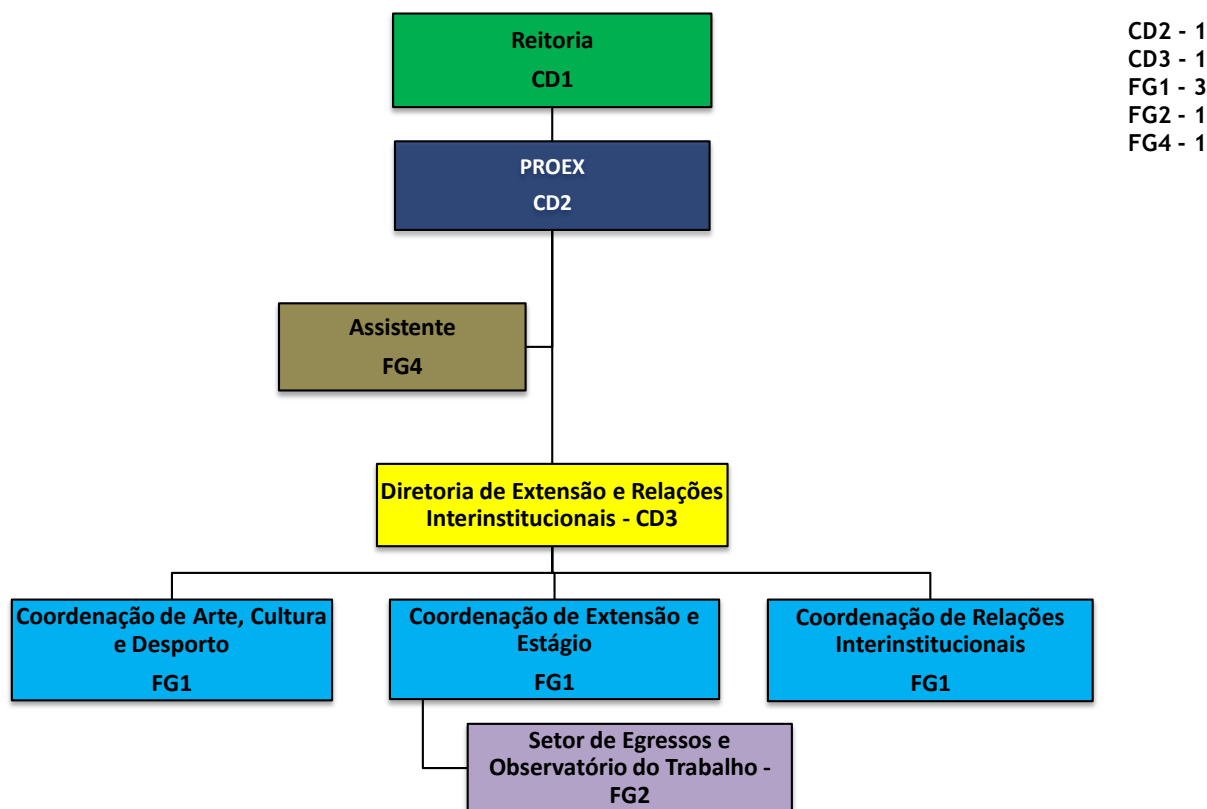 Reitoria
CD1
CD2 - 1
CD3 - 1
FG1 - 3
FG2 - 1
FG4 - 1
PROEX
CD2
Assistente
FG4
Diretoria de Extensão e Relações
Interinstitucionais - CD3
Coordenação de Arte, Cultura
e Desporto
FG1
Coordenação de Extensão e
Estágio
FG1
Coordenação de Relações
Interinstitucionais
FG1
Setor de Egressos e
Observatório do Trabalho -
FG2